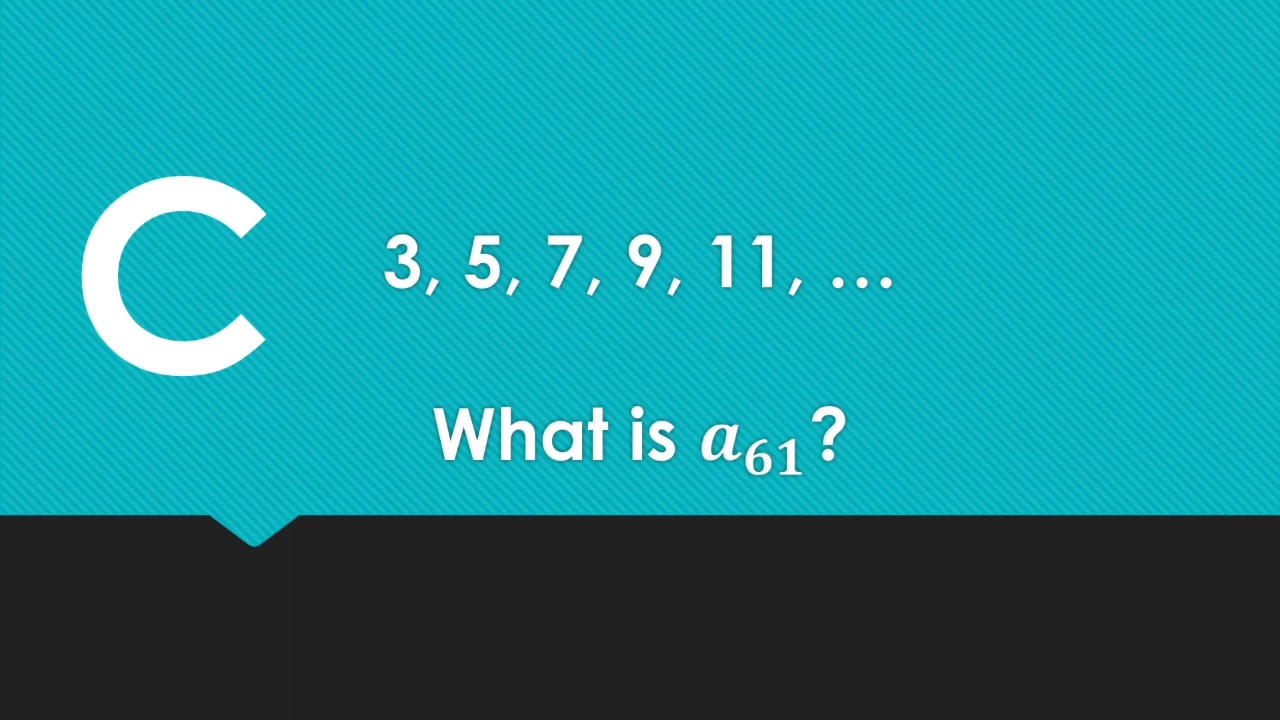 C
3, 5, 7, 9, 11, …
What is 𝑎₆₁?